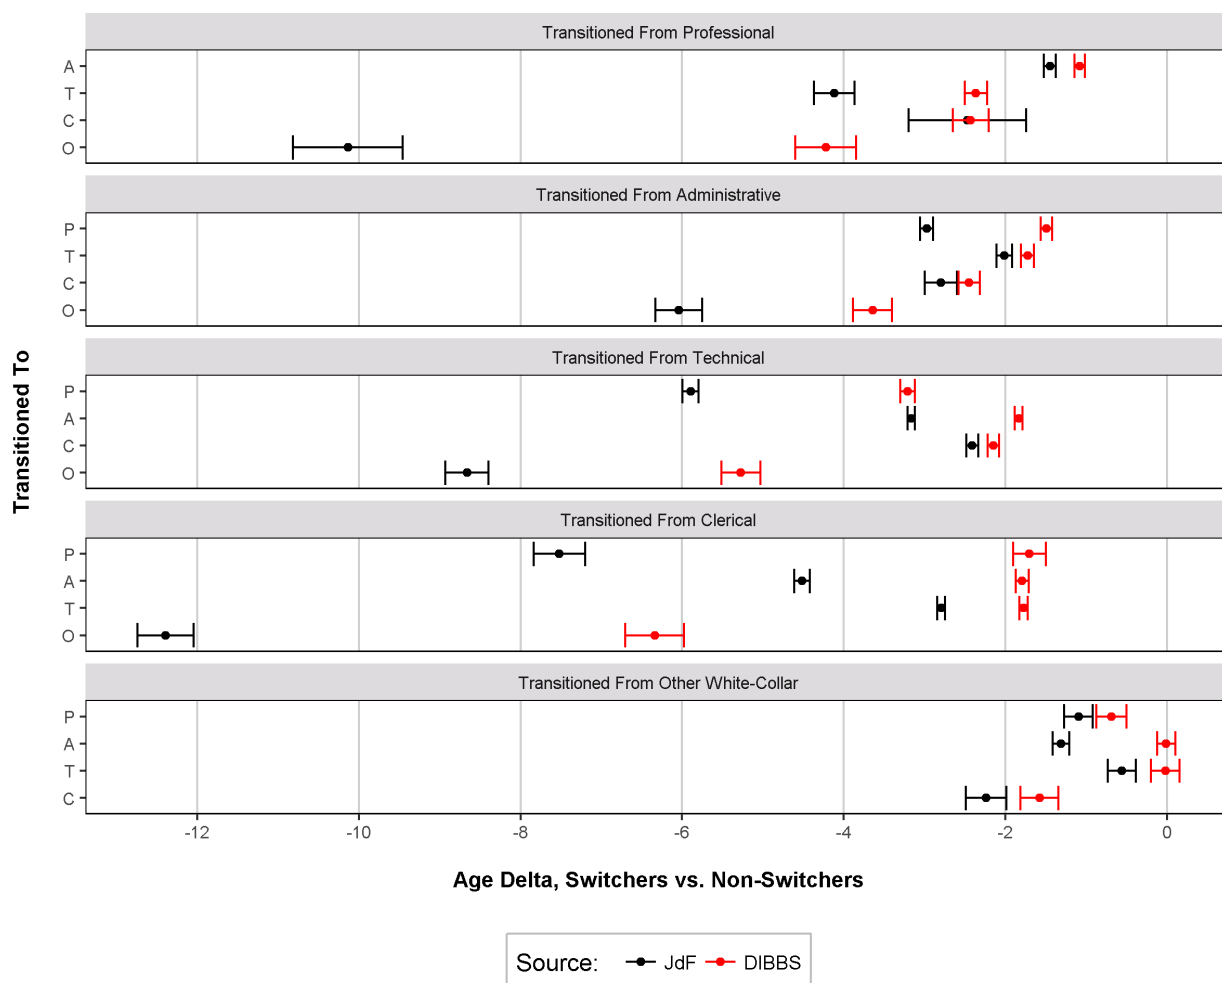 Transitioned From Professional
A
T
C
O
Transitioned From Administrative
P
T
C
O
Transitioned From Technical
P
A
C
O
Transitioned From Clerical
P
A
T
O
Transitioned From Other White-Collar
P
A
T
C
Transitioned To
-12 -10 -8 -6 -4 -2 0
Age Delta, Switchers vs. Non-Switchers
Source: JdF DIBBS